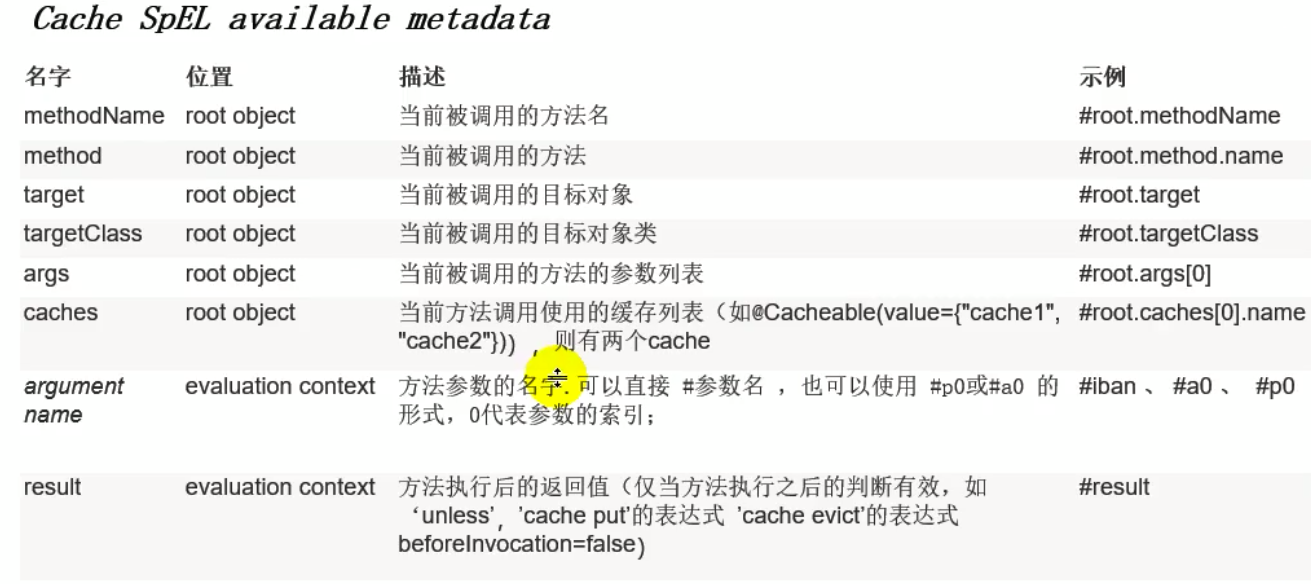 Cache SpEL available metadata
名字 位置 描述 示例
methodName root object 当前被调用的方法名 #root.methodName
method root object 当前被调用的方法 #root.method.name
target root object 当前被调用的目标对象 #root.target
targetClass root object 当前被调用的目标对象类 #root.targetClass
args root object 当前被调用的方法的参数列表 #root.args[0]
caches root object 当前方法调用使用的缓存列表（如@Cacheable(value={"cache1", #root.caches[0].name
"cache2"})），则有两个cache
argument evaluation context 方法参数的名字. 可以直接 #参数名 ，也可以使用 #p0或#a0 的 #iban 、 #a0 、 #p0
name 形式，0代表参数的索引；
result evaluation context 方法执行后的返回值（仅当方法执行之后的判断有效，如 #result
‘unless’，'cache put'的表达式 'cache evict'的表达式
beforeInvocation=false）